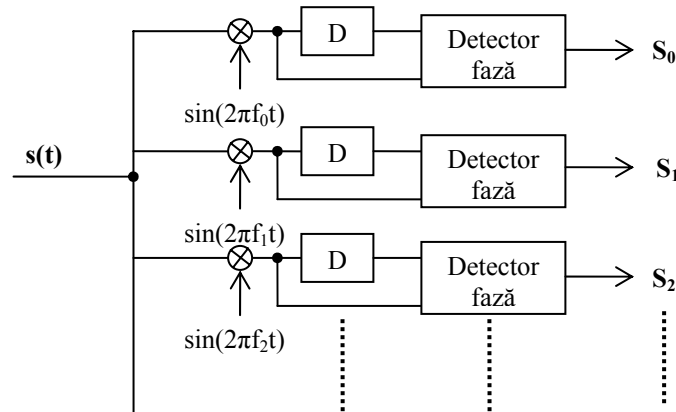 D
Detector
fază
S₀
sin(2πf₀t)
s(t)
D
Detector
fază
S₁
sin(2πf₁t)
D
Detector
fază
S₂
sin(2πf₂t)